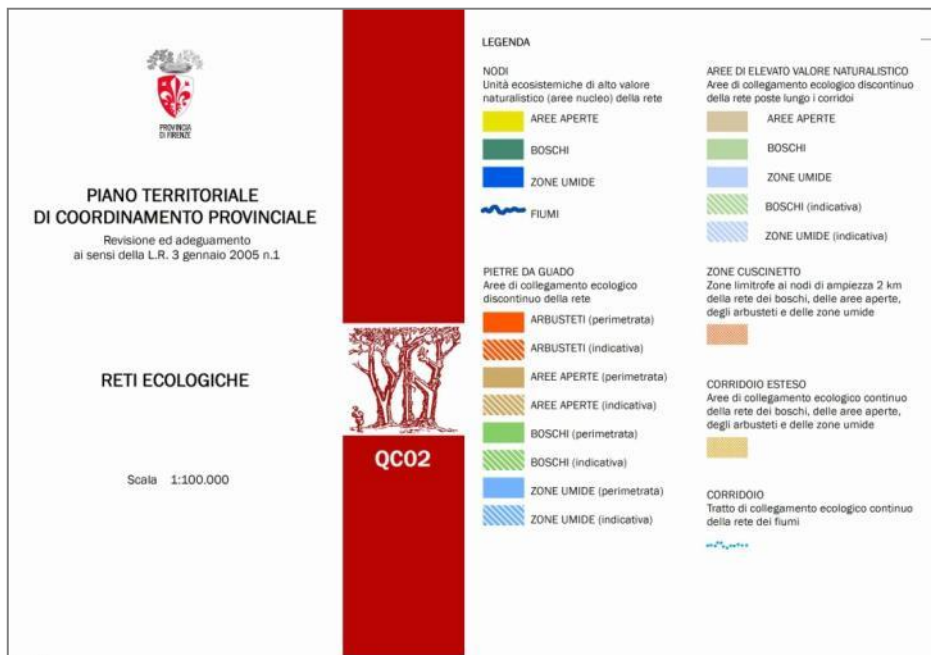 PROVINCIA
DI FIRENZE
PIANO TERRITORIALE
DI COORDINAMENTO PROVINCIALE
Revisione ed adeguamento
ai sensi della L.R. 3 gennaio 2005 n.1
RETI ECOLOGICHE
Scala 1:100.000
QC02
LEGENDA
NODI
Unità ecosistemiche di alto valore
naturalistico (aree nucleo) della rete
AREE APERTE
BOSCHI
ZONE UMIDE
FIUMI
PIETRE DA GUADO
Aree di collegamento ecologico
discontinuo della rete
ARBUSTETI (perimetrata)
ARBUSTETI (indicativa)
AREE APERTE (perimetrata)
AREE APERTE (indicativa)
BOSCHI (perimetrata)
BOSCHI (indicativa)
ZONE UMIDE (perimetrata)
ZONE UMIDE (indicativa)
AREE DI ELEVATO VALORE NATURALISTICO
Aree di collegamento ecologico discontinuo
della rete poste lungo i corridoi
AREE APERTE
BOSCHI
ZONE UMIDE
BOSCHI (indicativa)
ZONE UMIDE (indicativa)
ZONE CUSCINETTO
Zone limitrofe ai nodi di ampiezza 2 km
della rete dei boschi, delle aree aperte,
degli arbusteti e delle zone umide
CORRIDOIO ESTESO
Aree di collegamento ecologico continuo
della rete dei boschi, delle aree aperte,
degli arbusteti e delle zone umide
CORRIDOIO
Tratto di collegamento ecologico continuo
della rete dei fiumi